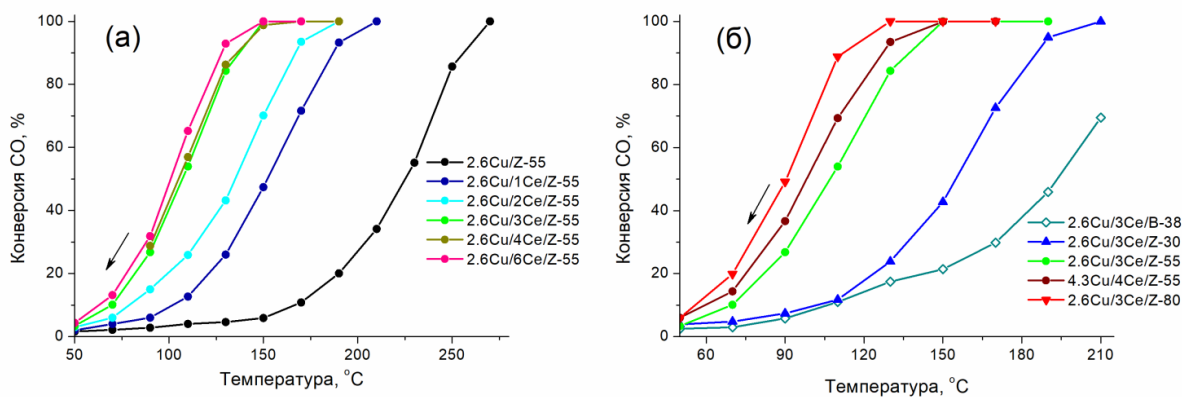 (а)
Конверсия CO, %
100
80
60
40
20
0
50
100
150
200
250
Температура, °C
2.6Cu/Z-55
2.6Cu/1Ce/Z-55
2.6Cu/2Ce/Z-55
2.6Cu/3Ce/Z-55
2.6Cu/4Ce/Z-55
2.6Cu/6Ce/Z-55
(б)
Конверсия CO, %
100
80
60
40
20
0
60
90
120
150
180
210
Температура, °C
2.6Cu/3Ce/B-38
2.6Cu/3Ce/Z-30
2.6Cu/3Ce/Z-55
4.3Cu/4Ce/Z-55
2.6Cu/3Ce/Z-80